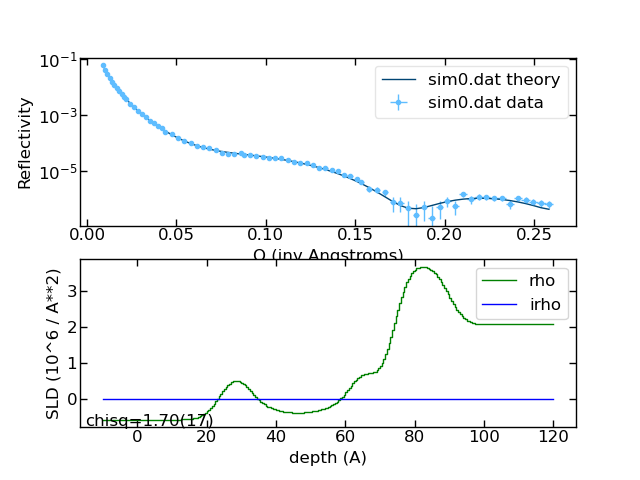 10^-1
10^-3
10^-5
Reflectivity
sim0.dat theory
sim0.dat data
0.00 0.05 0.10 0.15 0.20 0.25
Q (inv Angstroms)
3
2
1
0
SLD (10^6 / A**2)
rho
irho
chisq=1.70(17)
0 20 40 60 80 100 120
depth (A)